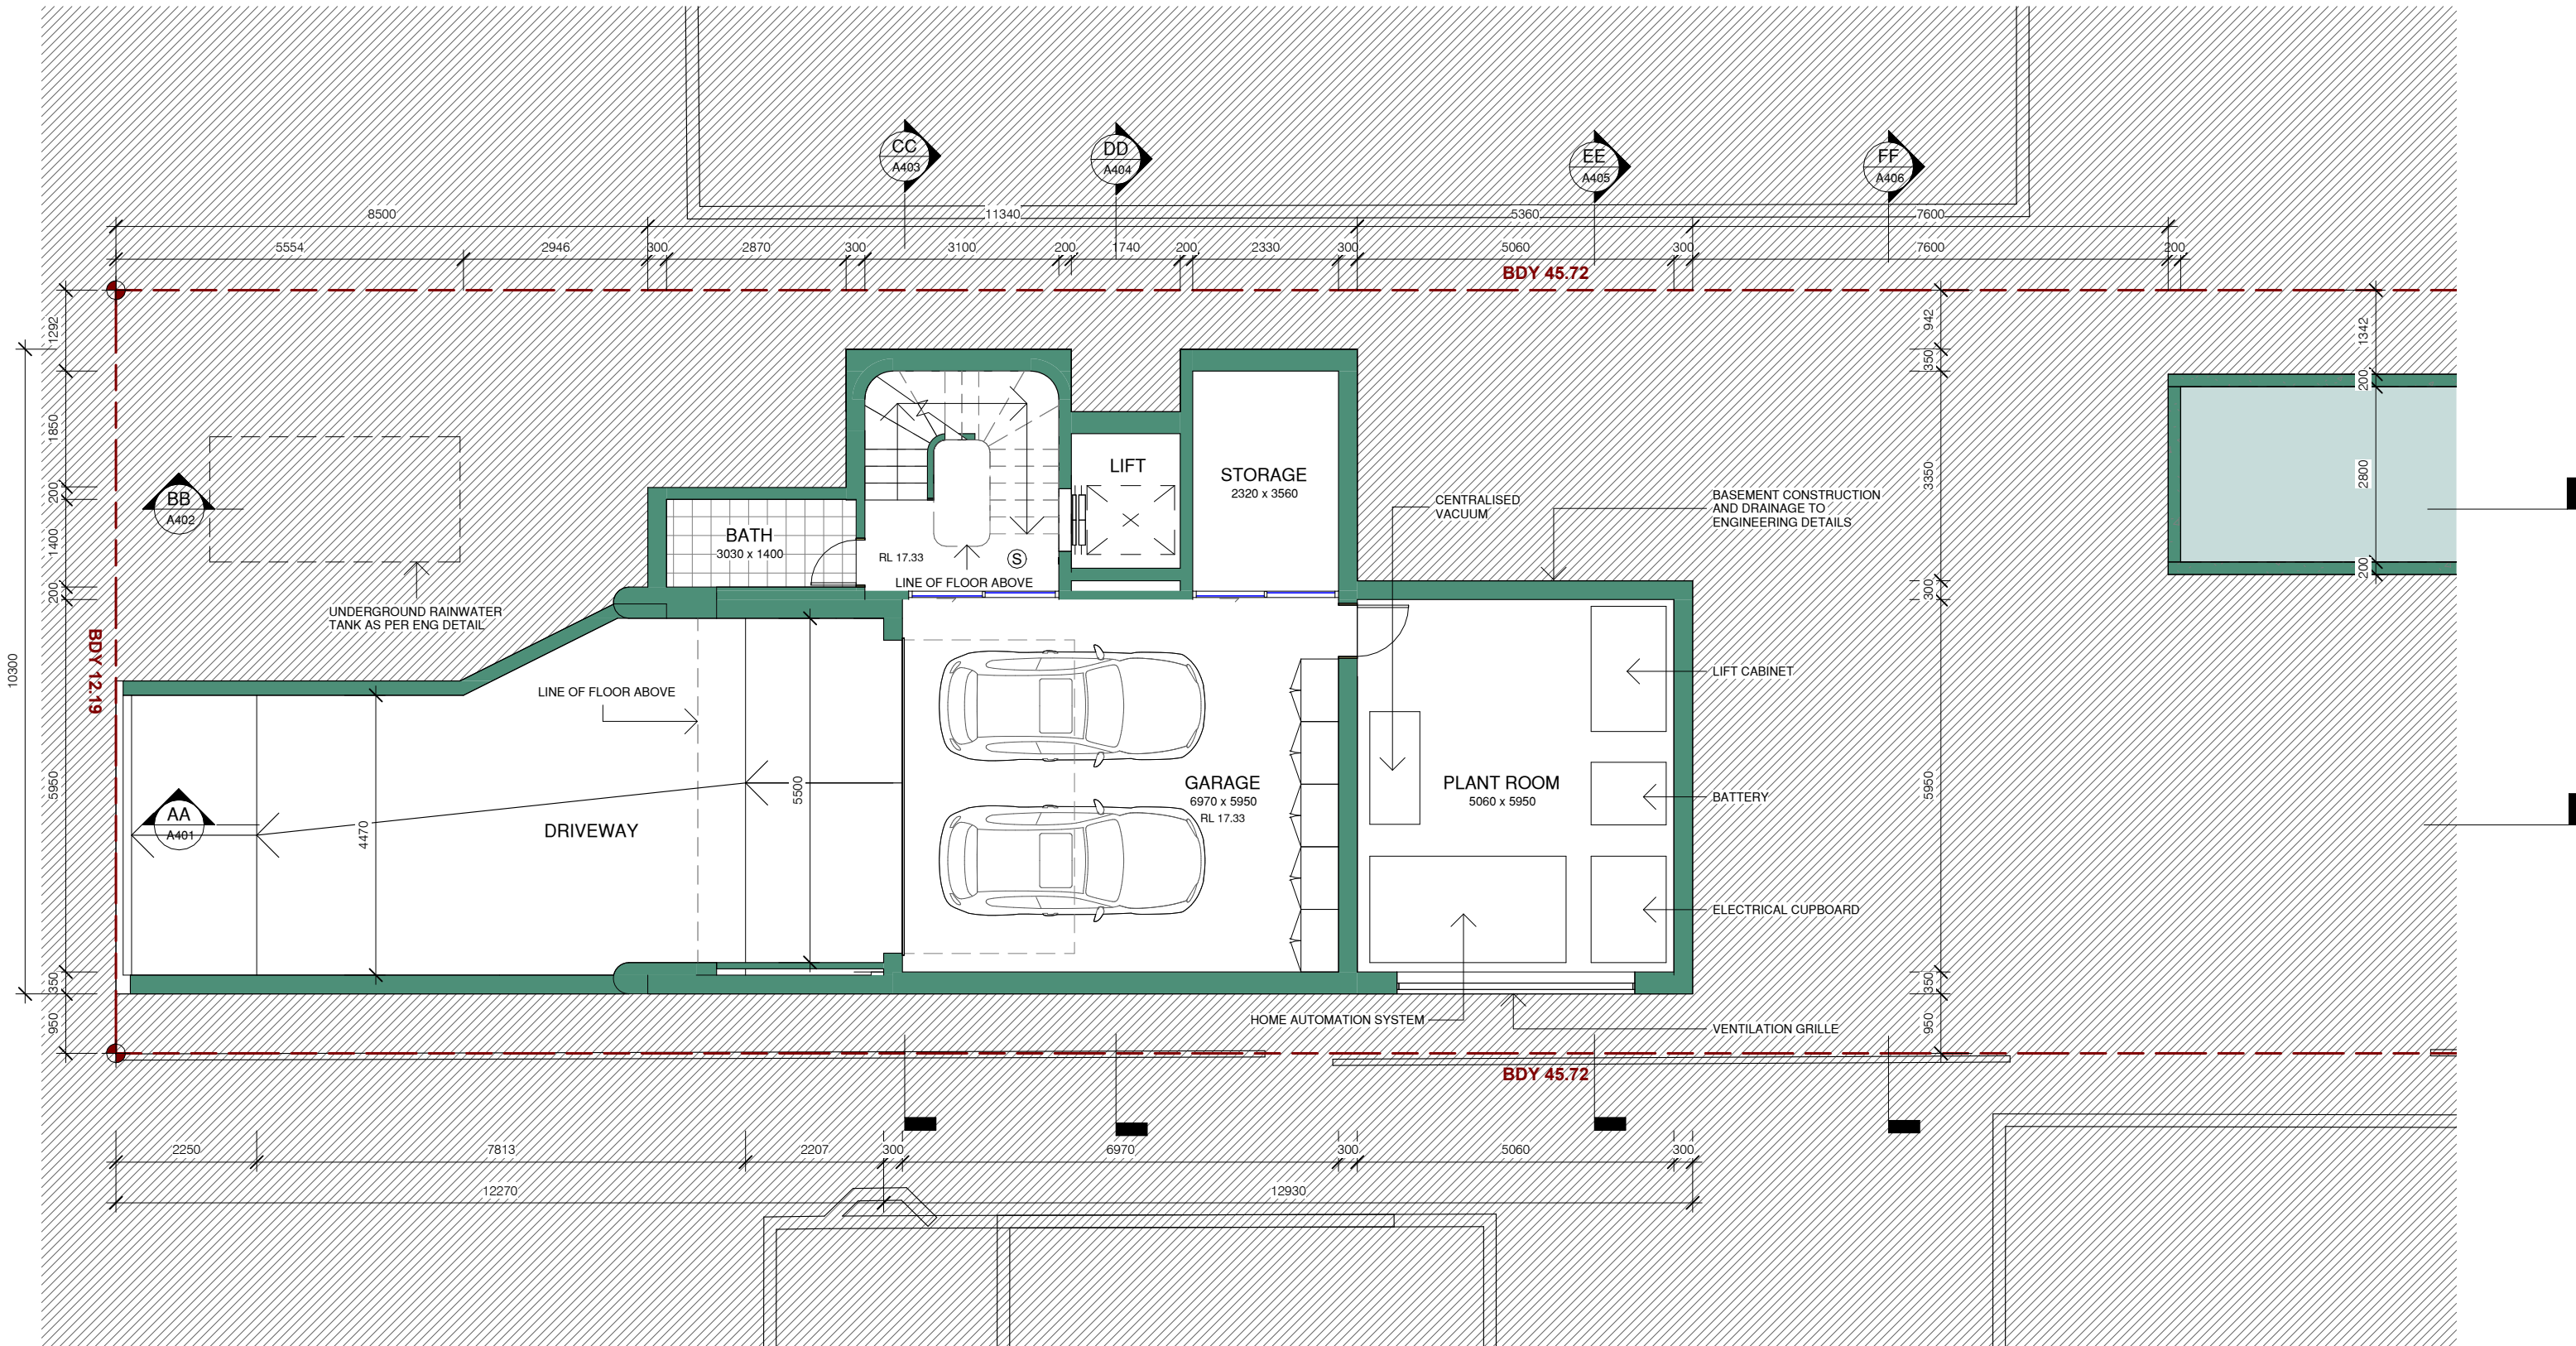 CC
A403
DD
A404
EE
A405
FF
A406
8500
11340
5360
7600
5554
2946
300
2870
300
3100
200
1740
200
2330
300
5060
300
7600
200
BDY 45.72
1292
1850
200
1400
200
5950
350
950
10300
BDY 12.19
942
350
3350
300
5950
350
950
1342
200
2800
200
BB
A402
AA
A401
UNDERGROUND RAINWATER
TANK AS PER ENG DETAIL
BATH
3030 x 1400
RL 17.33
S
LINE OF FLOOR ABOVE
LIFT
STORAGE
2320 x 3560
CENTRALISED
VACUUM
BASEMENT CONSTRUCTION
AND DRAINAGE TO
ENGINEERING DETAILS
LINE OF FLOOR ABOVE
4470
DRIVEWAY
5500
GARAGE
6970 x 5950
RL 17.33
PLANT ROOM
5060 x 5950
LIFT CABINET
BATTERY
ELECTRICAL CUPBOARD
HOME AUTOMATION SYSTEM
VENTILATION GRILLE
BDY 45.72
2250
7813
2207
300
6970
300
5060
300
12270
12930